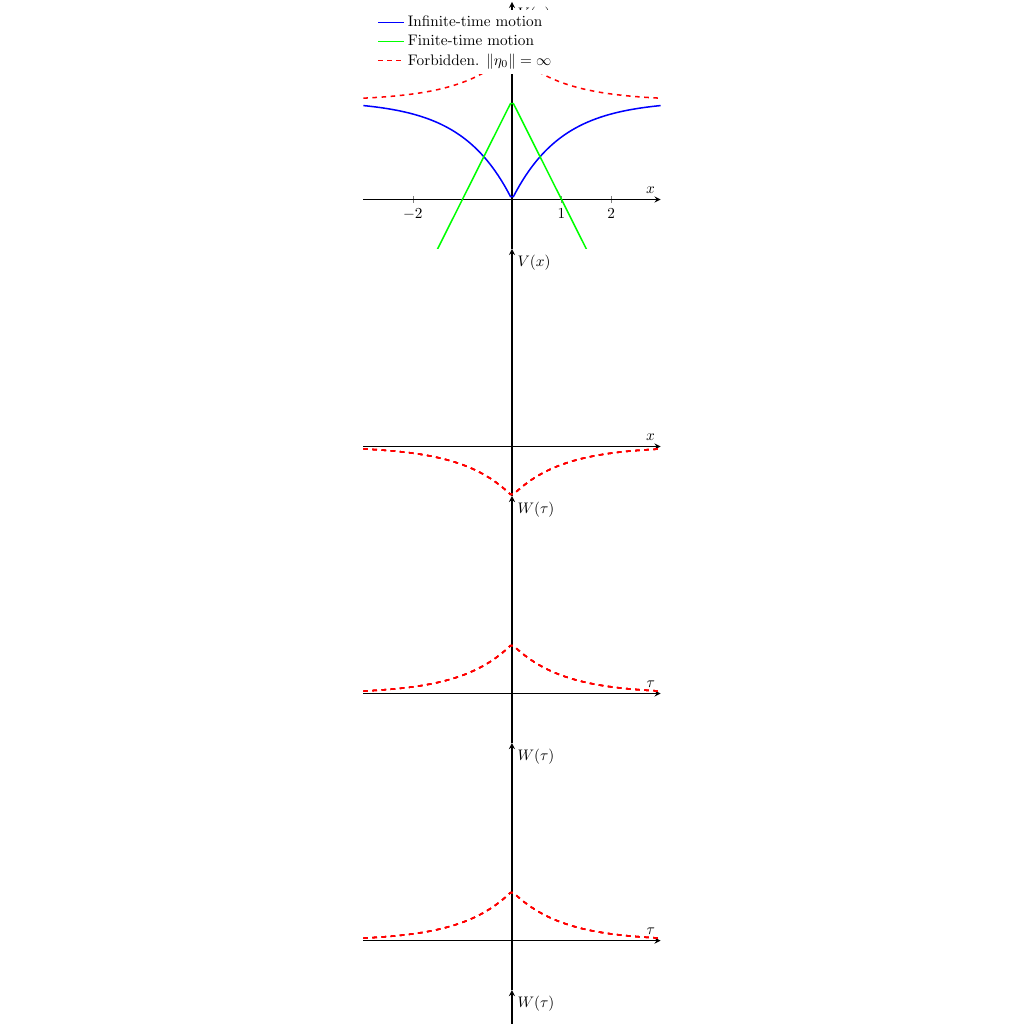 Infinite-time motion
Finite-time motion
Forbidden. ‖η₀‖ = ∞
x
−2 1 2
V(x)
x
W(τ)
τ
W(τ)
τ
W(τ)